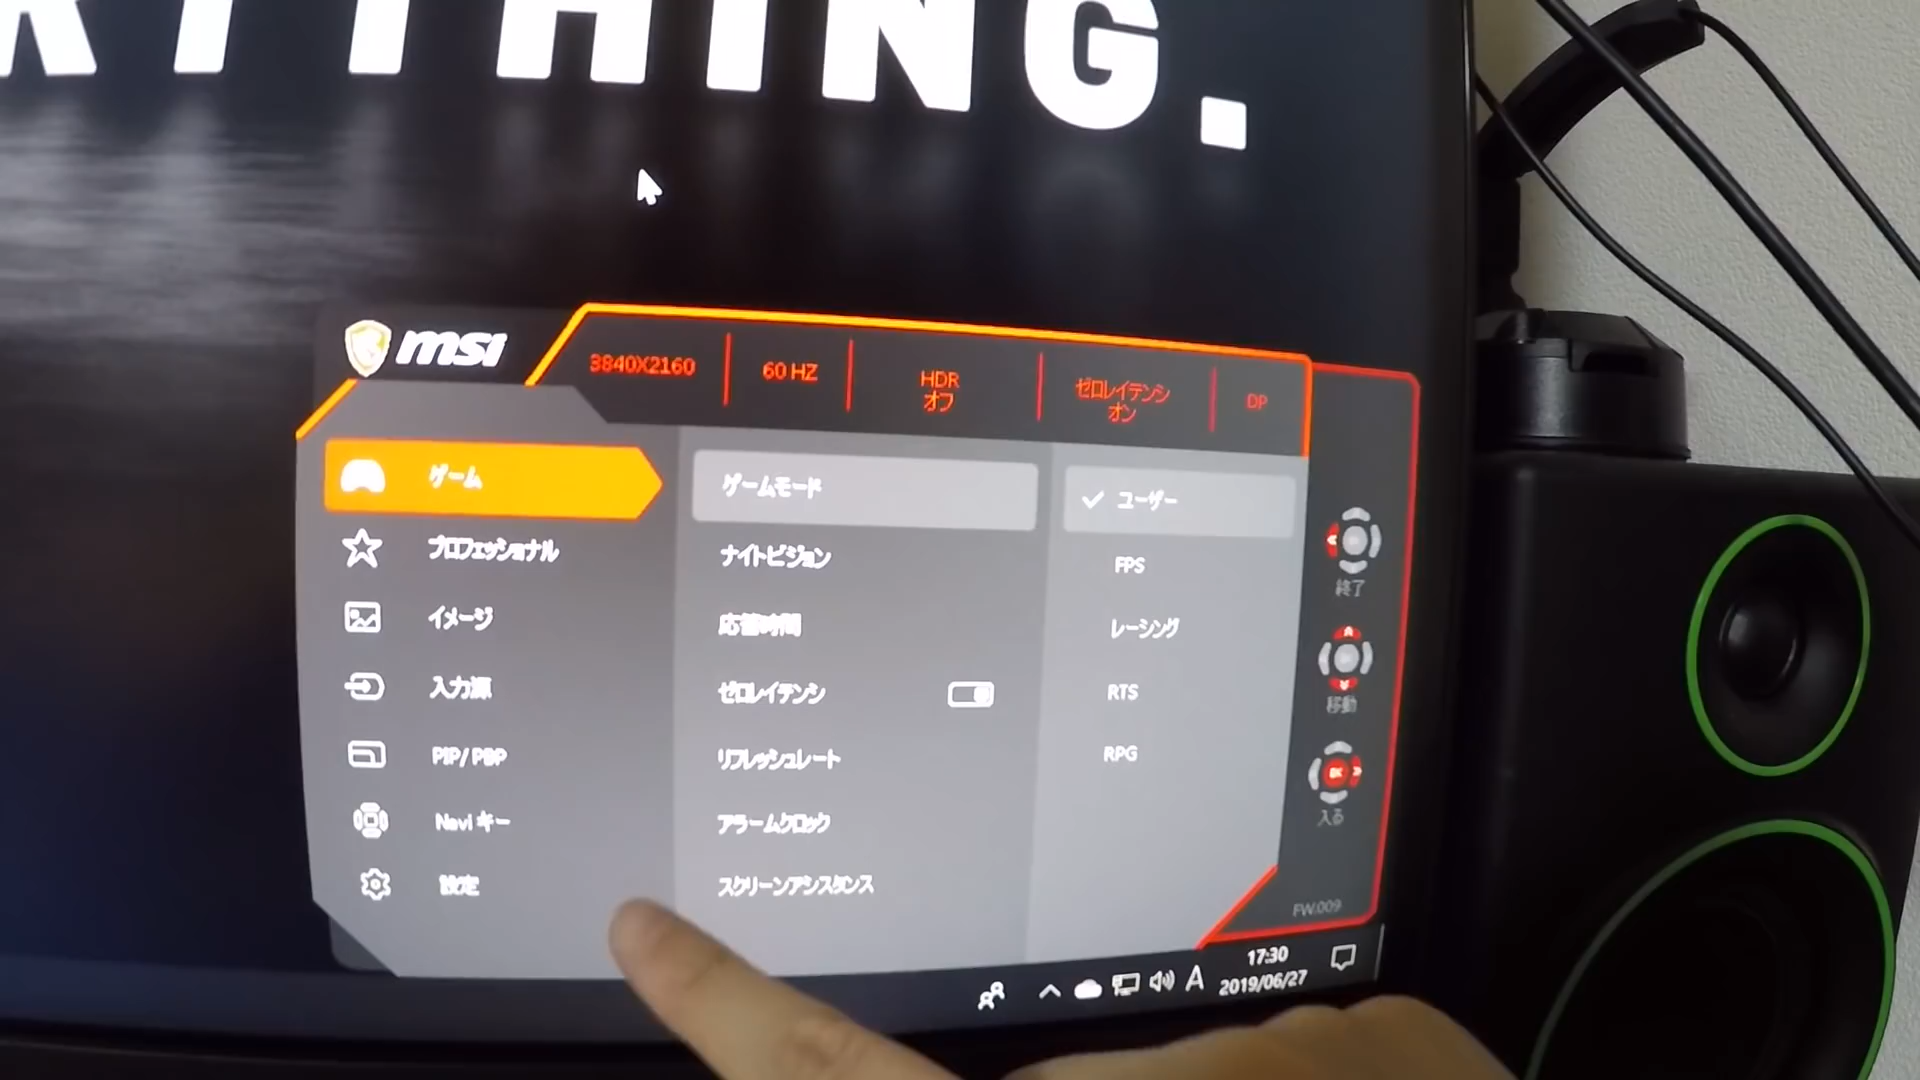 RYTHING.
msi
3840X2160
60 HZ
HDR
オフ
ゼロレイテンシ
オン
DP
ゲーム
プロフェッショナル
イメージ
入力源
PIP/PBP
Navi キー
設定
ゲームモード
ナイトビジョン
応答時間
ゼロレイテンシ
リフレッシュレート
アラームクロック
スクリーンアシスタンス
ユーザー
FPS
レーシング
RTS
RPG
終了
移動
OK
入る
FW.009
A
17:30
2019/06/27